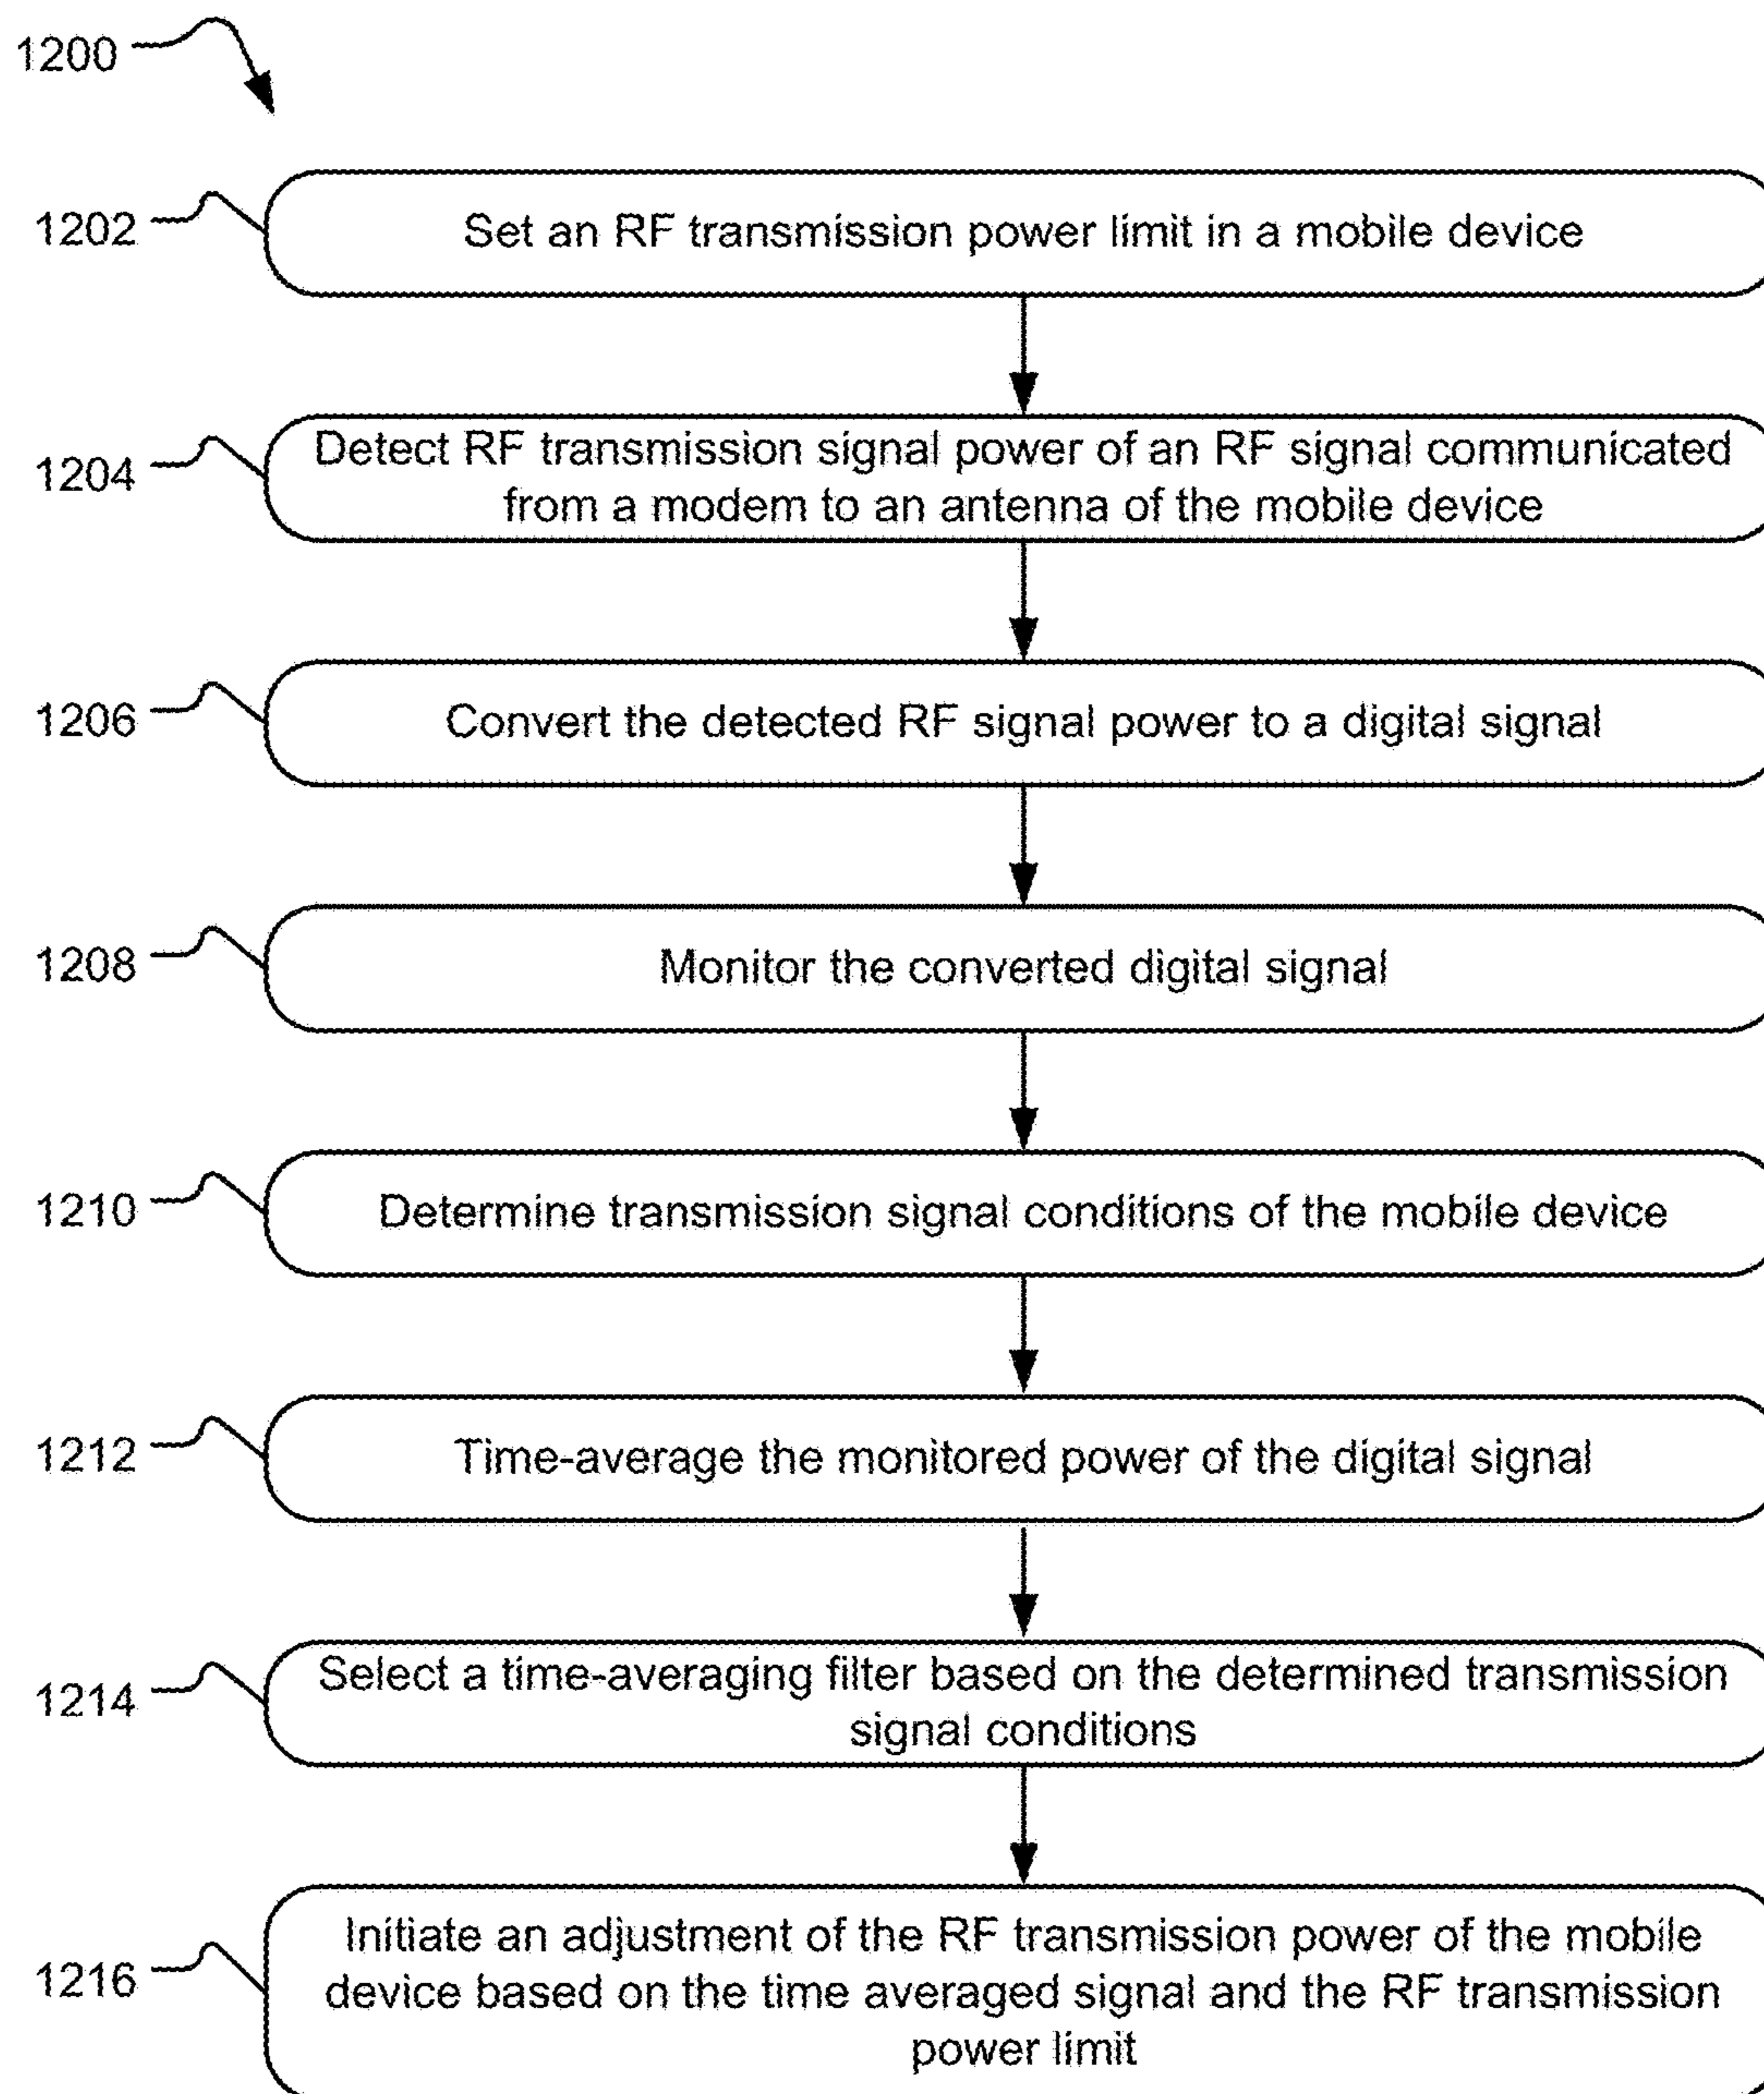 1200
1202
Set an RF transmission power limit in a mobile device
1204
Detect RF transmission signal power of an RF signal communicated
from a modem to an antenna of the mobile device
1206
Convert the detected RF signal power to a digital signal
1208
Monitor the converted digital signal
1210
Determine transmission signal conditions of the mobile device
1212
Time-average the monitored power of the digital signal
1214
Select a time-averaging filter based on the determined transmission
signal conditions
1216
Initiate an adjustment of the RF transmission power of the mobile
device based on the time averaged signal and the RF transmission
power limit